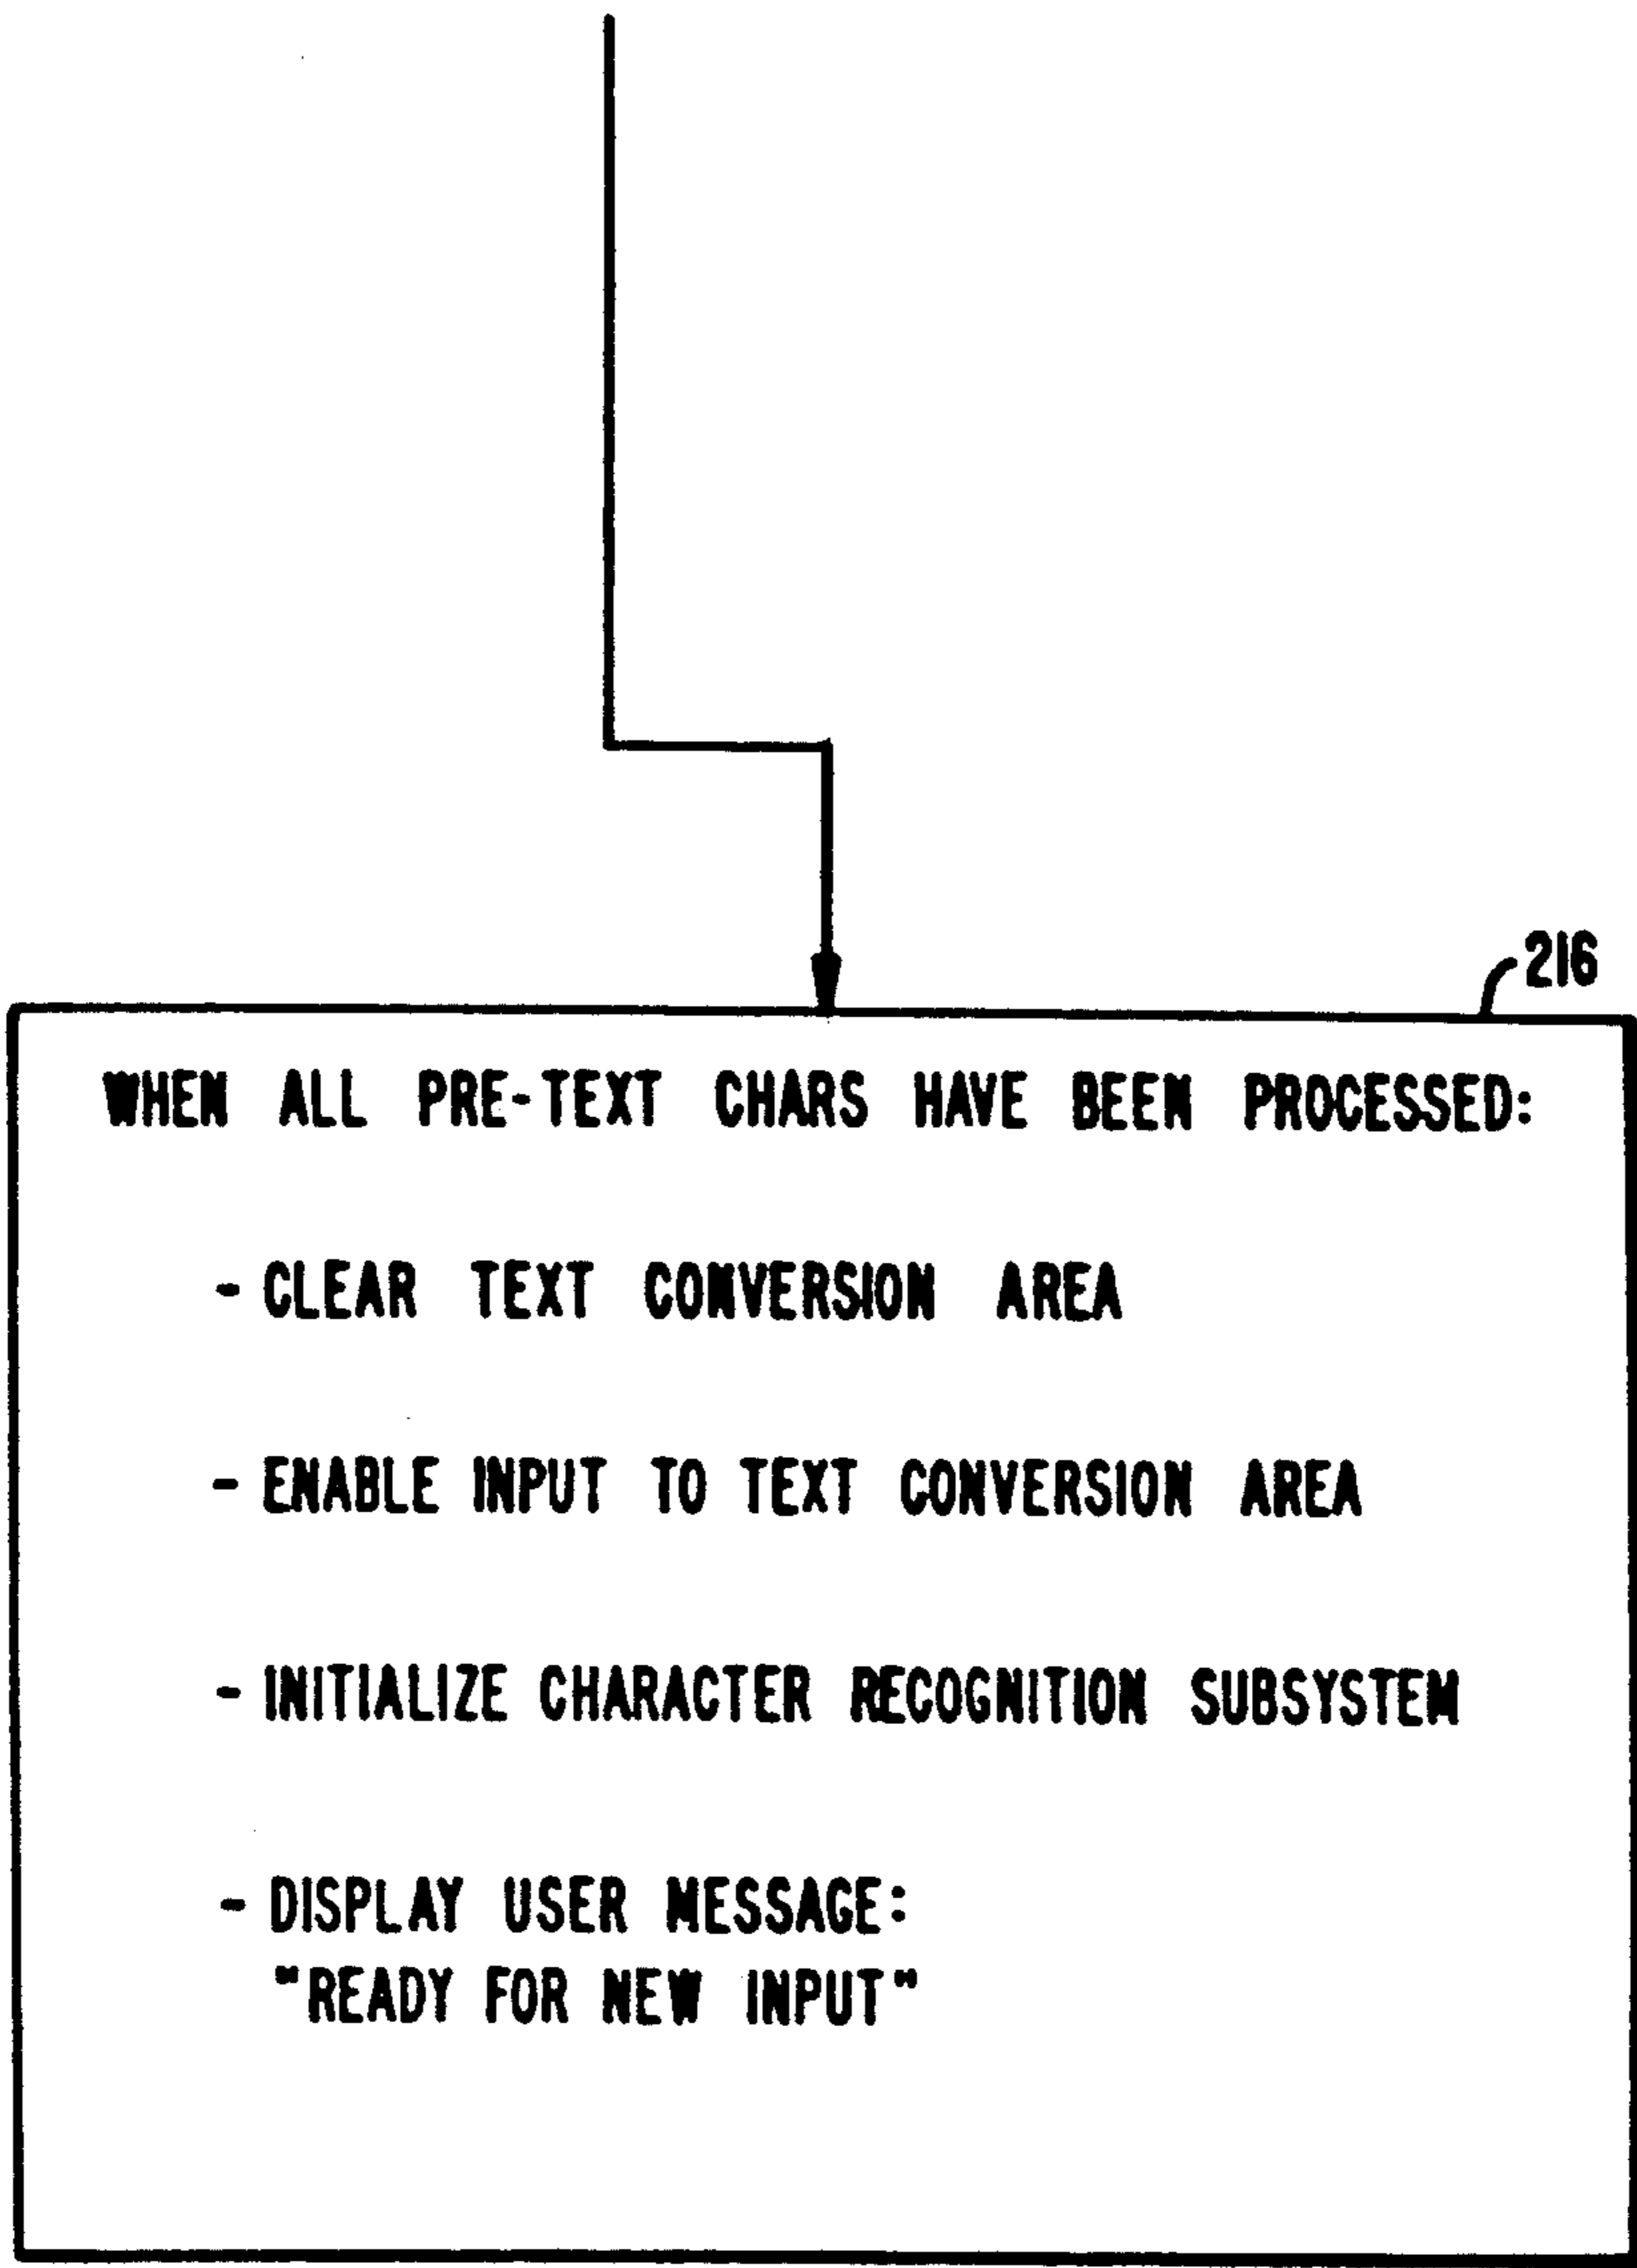 216
WHEN ALL PRE-TEXT CHARS HAVE BEEN PROCESSED:
- CLEAR TEXT CONVERSION AREA
- ENABLE INPUT TO TEXT CONVERSION AREA
- INITIALIZE CHARACTER RECOGNITION SUBSYSTEM
- DISPLAY USER MESSAGE:
"READY FOR NEW INPUT"